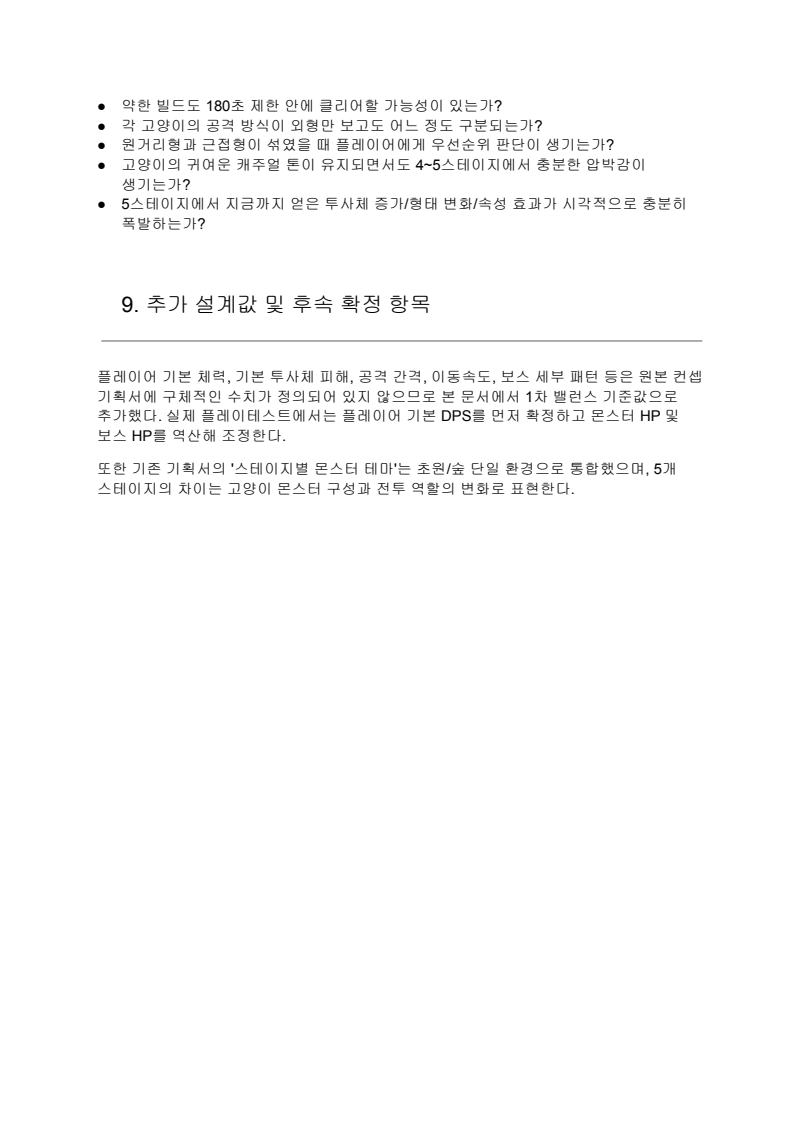 ● 약한 빌드도 180초 제한 안에 클리어할 가능성이 있는가?
● 각 고양이의 공격 방식이 외형만 보고도 어느 정도 구분되는가?
● 원거리형과 근접형이 섞였을 때 플레이어에게 우선순위 판단이 생기는가?
● 고양이의 귀여운 캐주얼 톤이 유지되면서도 4~5스테이지에서 충분한 압박감이
생기는가?
● 5스테이지에서 지금까지 얻은 투사체 증가/형태 변화/속성 효과가 시각적으로 충분히
폭발하는가?
9. 추가 설계값 및 후속 확정 항목
플레이어 기본 체력, 기본 투사체 피해, 공격 간격, 이동속도, 보스 세부 패턴 등은 원본 컨셉
기획서에 구체적인 수치가 정의되어 있지 않으므로 본 문서에서 1차 밸런스 기준값으로
추가했다. 실제 플레이테스트에서는 플레이어 기본 DPS를 먼저 확정하고 몬스터 HP 및
보스 HP를 역산해 조정한다.
또한 기존 기획서의 '스테이지별 몬스터 테마'는 초원/숲 단일 환경으로 통합했으며, 5개
스테이지의 차이는 고양이 몬스터 구성과 전투 역할의 변화로 표현한다.